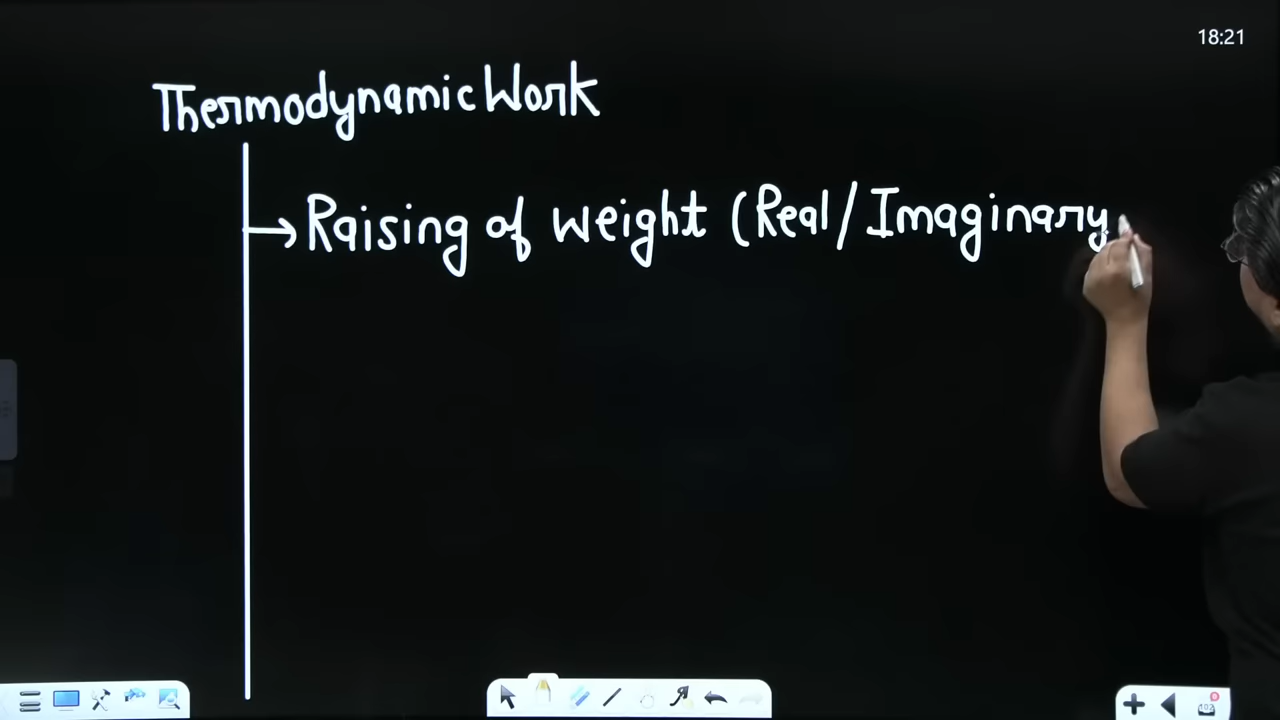 18:21
Thermodynamic Work
→ Raising of weight (Real/Imaginary